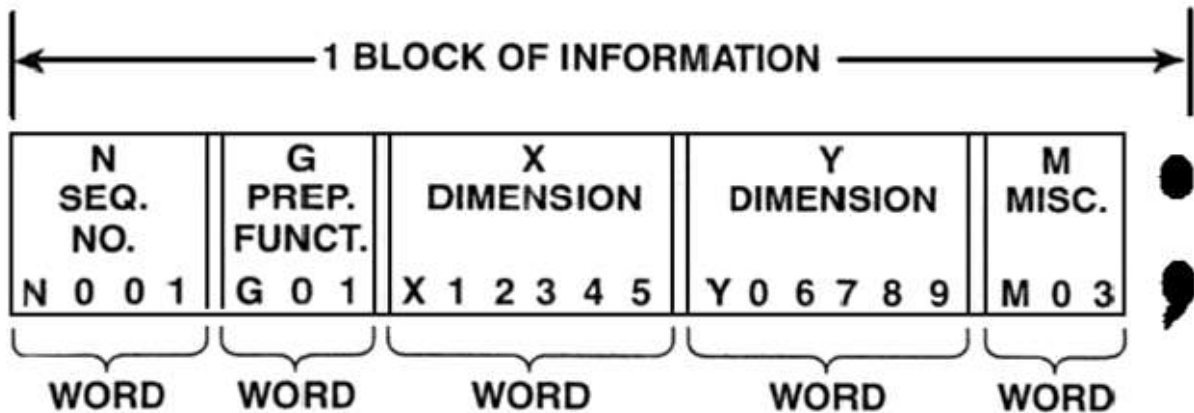 1 BLOCK OF INFORMATION
N G X Y M
SEQ. PREP. DIMENSION DIMENSION MISC.
NO. FUNCT.
N 0 0 1 G 0 1 X 1 2 3 4 5 Y 0 6 7 8 9 M 0 3 ;
WORD WORD WORD WORD WORD